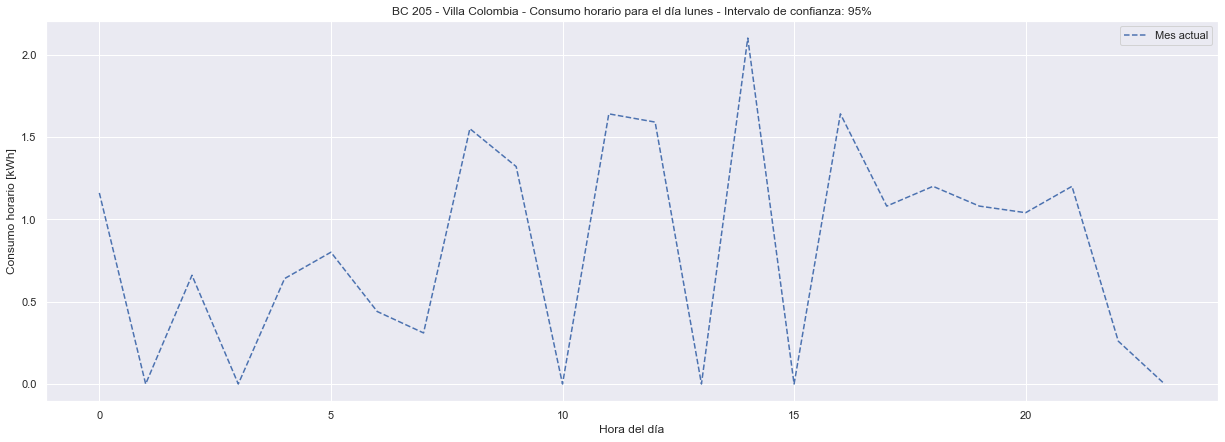 BC 205 - Villa Colombia - Consumo horario para el día lunes - Intervalo de confianza: 95%
Mes actual
2.0
1.5
1.0
0.5
0.0
Consumo horario [kWh]
0 5 10 15 20
Hora del día